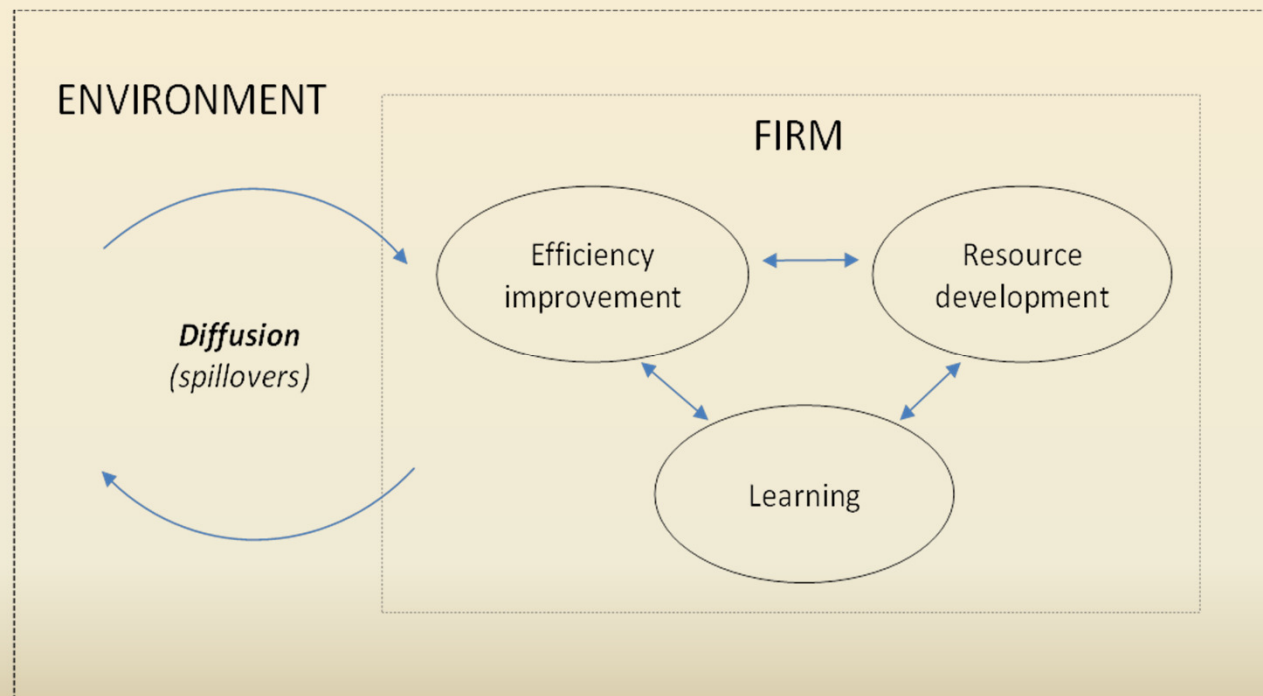 ENVIRONMENT
FIRM
Efficiency
improvement
Resource
development
Diffusion
(spillovers)
Learning